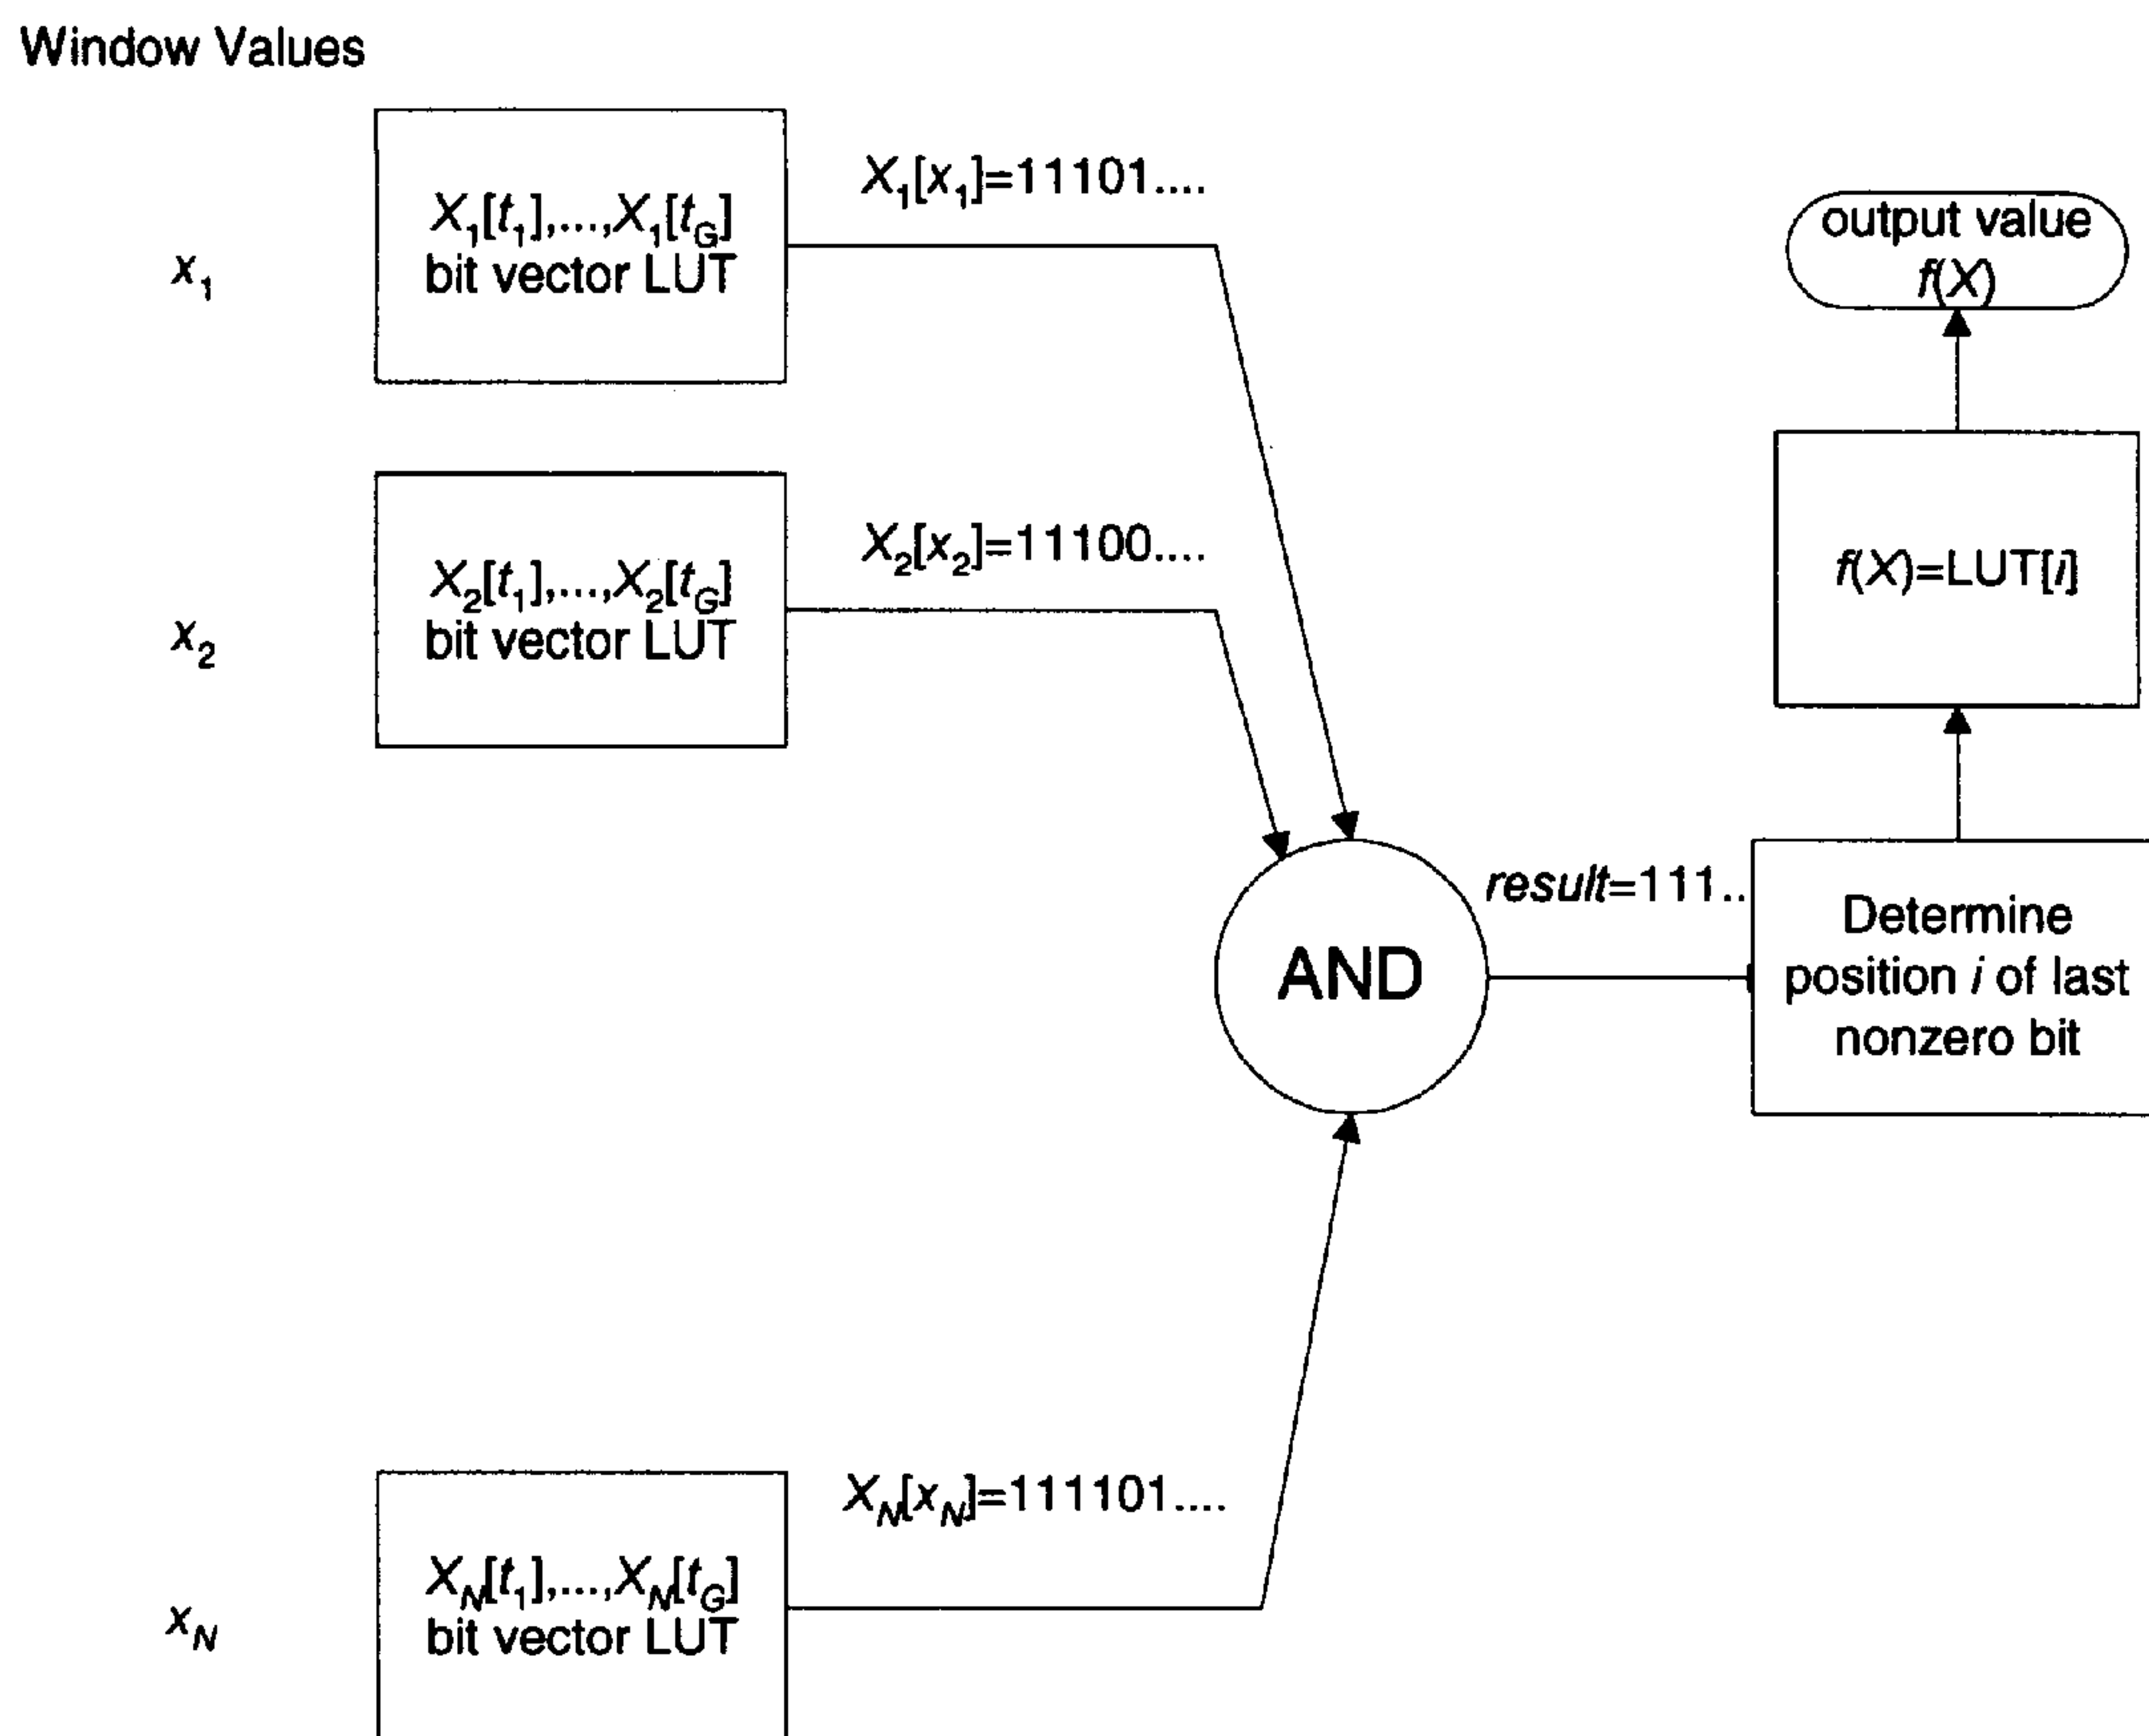 Window Values
x1
X1[t1],...,X1[tG]
bit vector LUT
X1[x1]=11101....
output value
f(X)
x2
X2[t1],...,X2[tG]
bit vector LUT
X2[x2]=11100....
f(X)=LUT[i]
AND
result=111..
Determine
position i of last
nonzero bit
xN
XN[t1],...,XN[tG]
bit vector LUT
XN[xN]=111101....